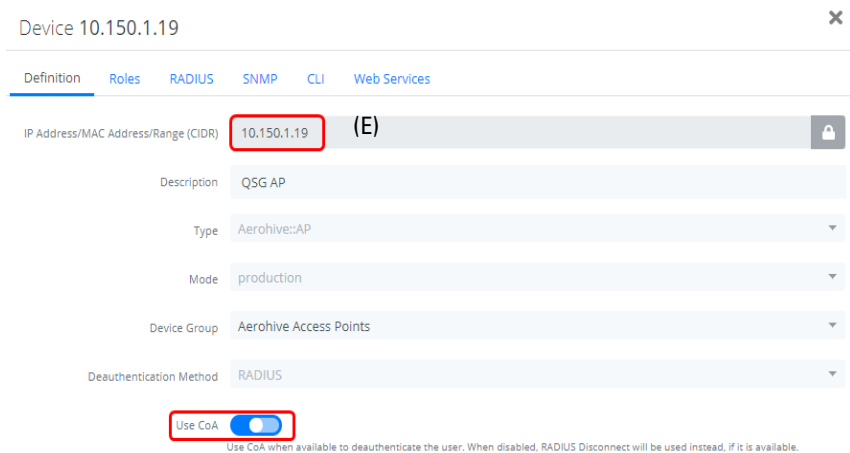 Device 10.150.1.19
Definition Roles RADIUS SNMP CLI Web Services
IP Address/MAC Address/Range (CIDR) 10.150.1.19 (E)
Description QSG AP
Type Aerohive::AP
Mode production
Device Group Aerohive Access Points
Deauthentication Method RADIUS
Use CoA
Use CoA when available to deauthenticate the user. When disabled, RADIUS Disconnect will be used instead, if it is available.